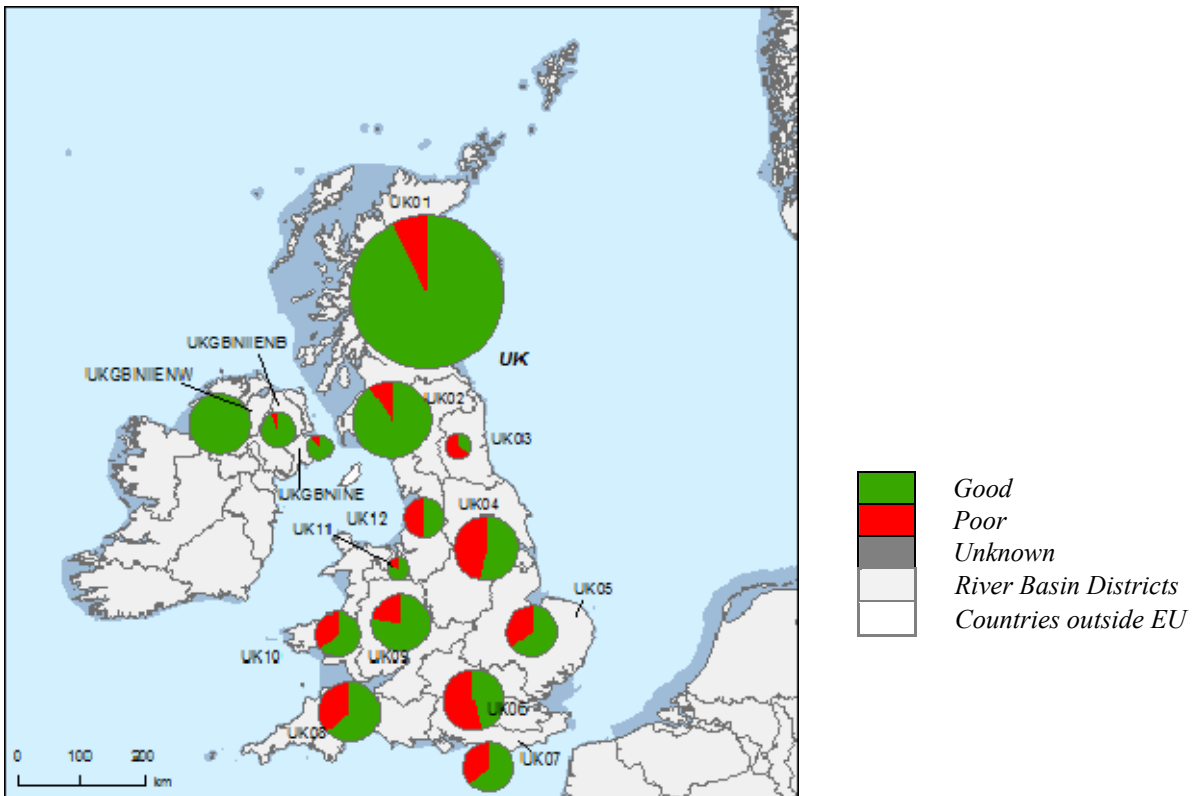 UK01
UK
UKGBNIIENB
UKGBNIIENW
UK02
UK03
UKGBNINE
UK04
UK12
UK11
UK05
UK10
UK09
UK06
UK08
UK07
0 100 200
km
Good
Poor
Unknown
River Basin Districts
Countries outside EU